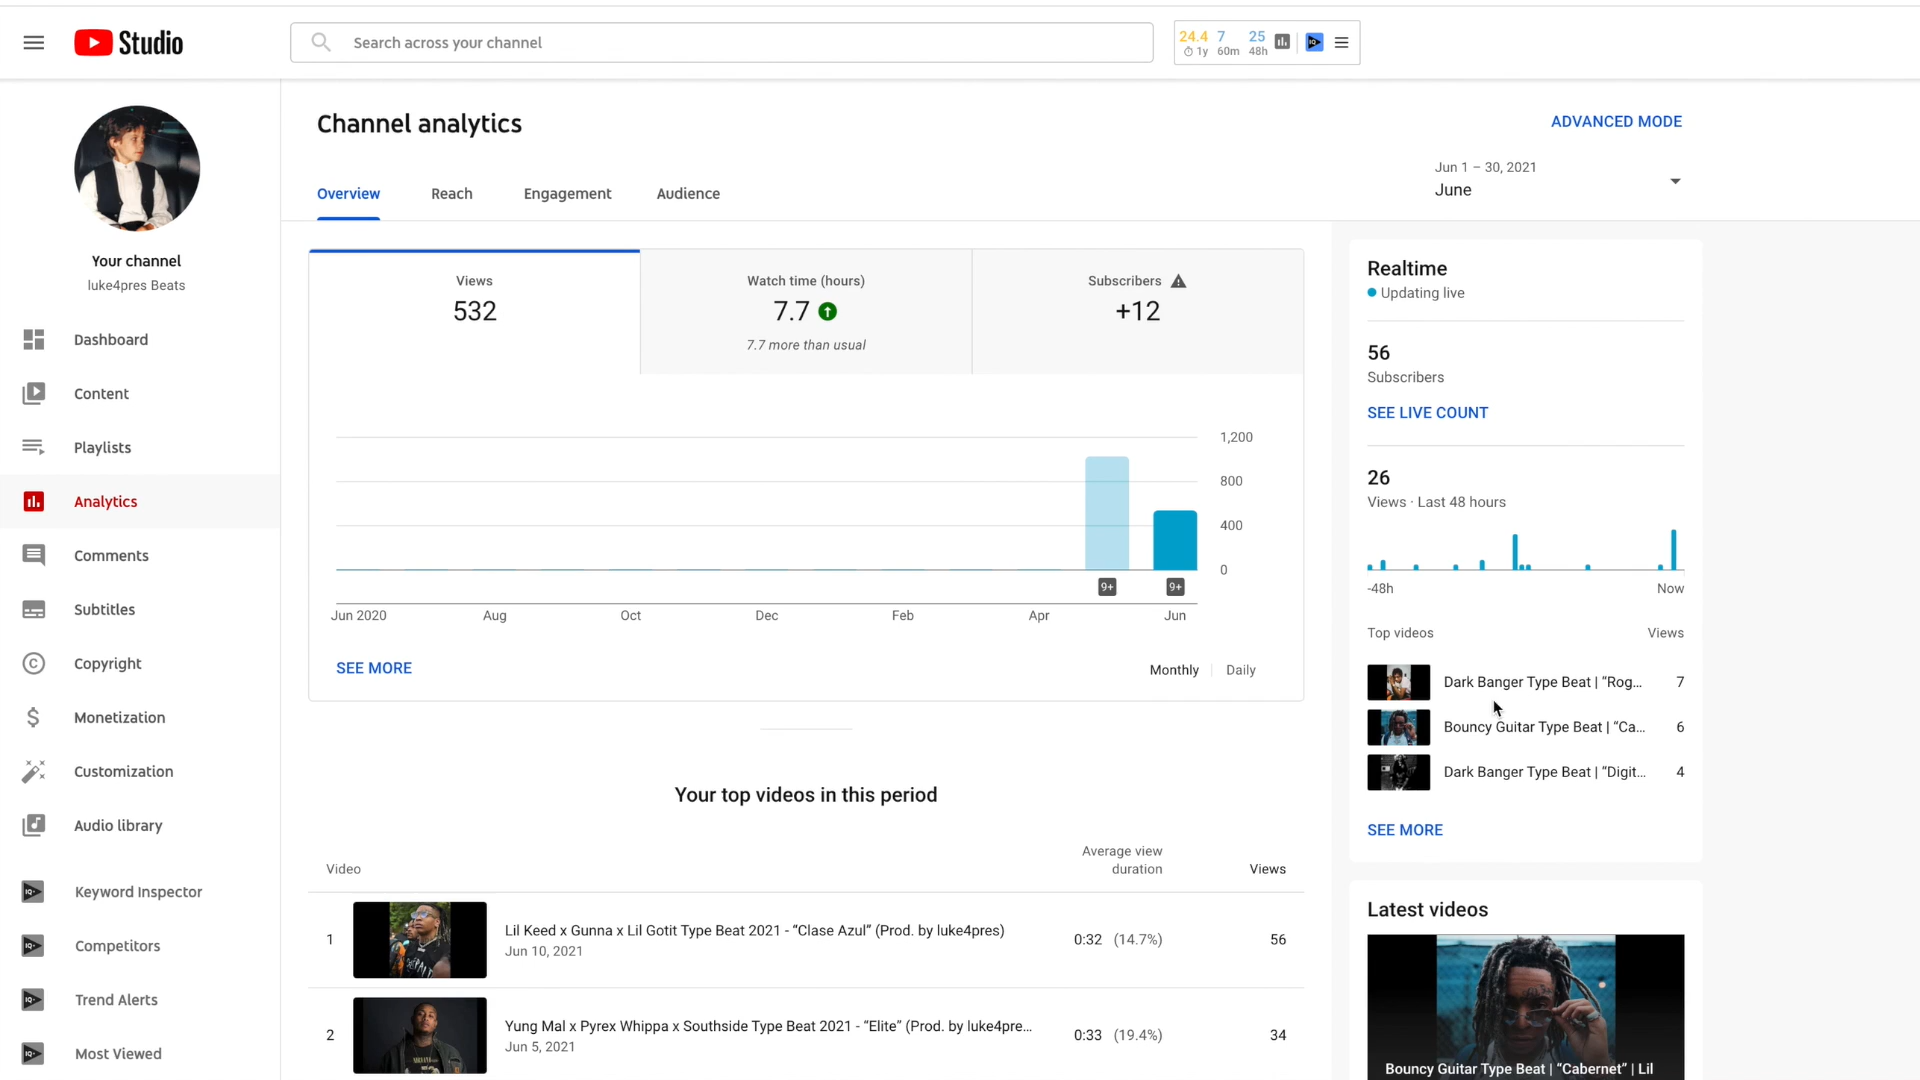 Studio
Search across your channel
24.4 7 25
1y 60m 48h
Your channel
luke4pres Beats
Dashboard
Content
Playlists
Analytics
Comments
Subtitles
Copyright
Monetization
Customization
Audio library
Keyword Inspector
Competitors
Trend Alerts
Most Viewed
Channel analytics
ADVANCED MODE
Overview Reach Engagement Audience
Jun 1 – 30, 2021
June
Views
532
Watch time (hours)
7.7
7.7 more than usual
Subscribers
+12
1,200
800
400
0
9+ 9+
Jun 2020 Aug Oct Dec Feb Apr Jun
SEE MORE
Monthly Daily
Your top videos in this period
Video Average view duration Views
1 Lil Keed x Gunna x Lil Gotit Type Beat 2021 - “Clase Azul” (Prod. by luke4pres) 0:32 (14.7%) 56
Jun 10, 2021
2 Yung Mal x Pyrex Whippa x Southside Type Beat 2021 - “Elite” (Prod. by luke4pre... 0:33 (19.4%) 34
Jun 5, 2021
Realtime
Updating live
56
Subscribers
SEE LIVE COUNT
26
Views · Last 48 hours
-48h Now
Top videos Views
Dark Banger Type Beat | “Rog... 7
Bouncy Guitar Type Beat | “Ca... 6
Dark Banger Type Beat | “Digit... 4
SEE MORE
Latest videos
Bouncy Guitar Type Beat | “Cabernet” | Lil